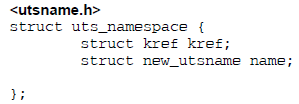 <utsname.h>
struct uts_namespace {
        struct kref kref;
        struct new_utsname name;
};